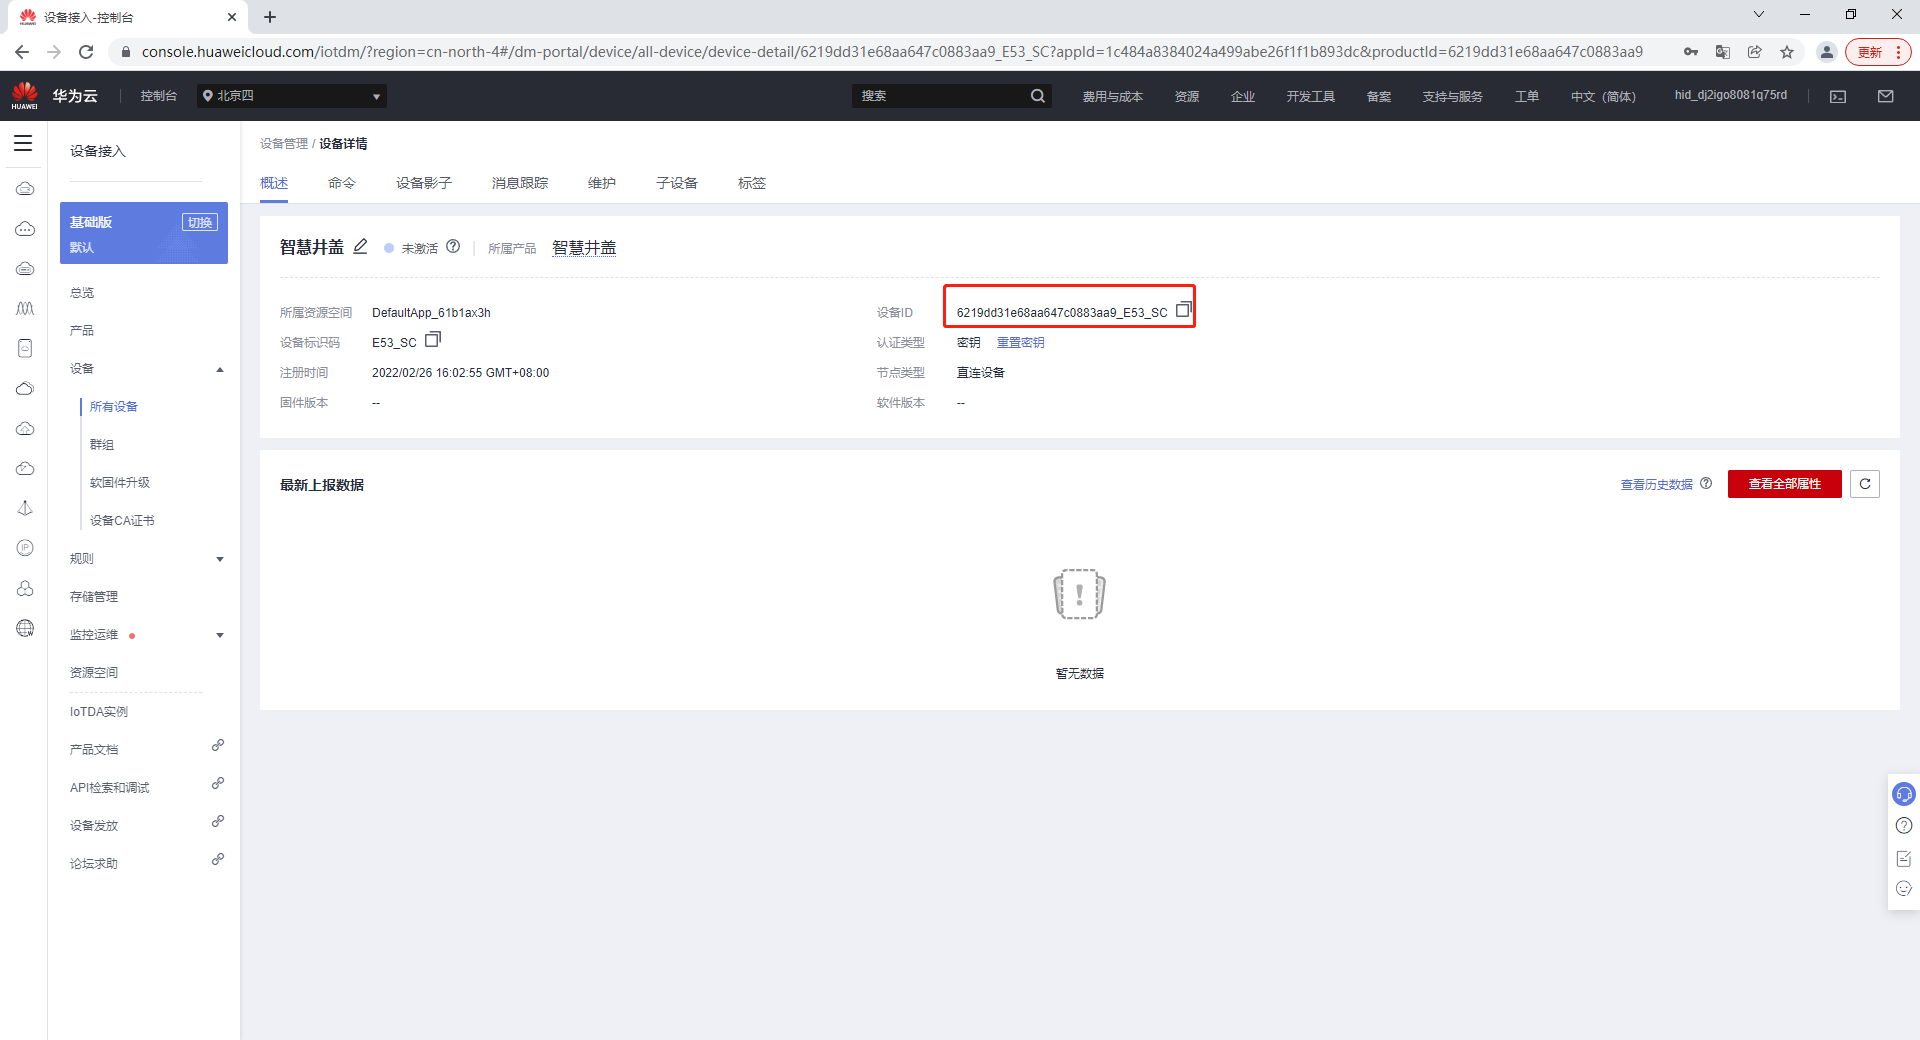 设备接入-控制台
console.huaweicloud.com/iotdm/?region=cn-north-4#/dm-portal/device/all-device/device-detail/6219dd31e68aa647c0883aa9_E53_SC?appId=1c484a8384024a499abe26f1f1b893dc&productId=6219dd31e68aa647c0883aa9
更新
HUAWEI
华为云
控制台
北京四
搜索
费用与成本
资源
企业
开发工具
备案
支持与服务
工单
中文（简体）
hid_dj2igo8081q75rd
设备接入
基础版
切换
默认
总览
产品
设备
所有设备
群组
软固件升级
设备CA证书
规则
存储管理
监控运维
资源空间
IoTDA实例
产品文档
API检索和调试
设备发放
论坛求助
IP
设备管理 / 设备详情
概述
命令
设备影子
消息跟踪
维护
子设备
标签
智慧井盖
未激活
所属产品
智慧井盖
所属资源空间 DefaultApp_61b1ax3h
设备ID 6219dd31e68aa647c0883aa9_E53_SC
设备标识码 E53_SC
认证类型 密钥 重置密钥
注册时间 2022/02/26 16:02:55 GMT+08:00
节点类型 直连设备
固件版本 --
软件版本 --
最新上报数据
查看历史数据
查看全部属性
暂无数据